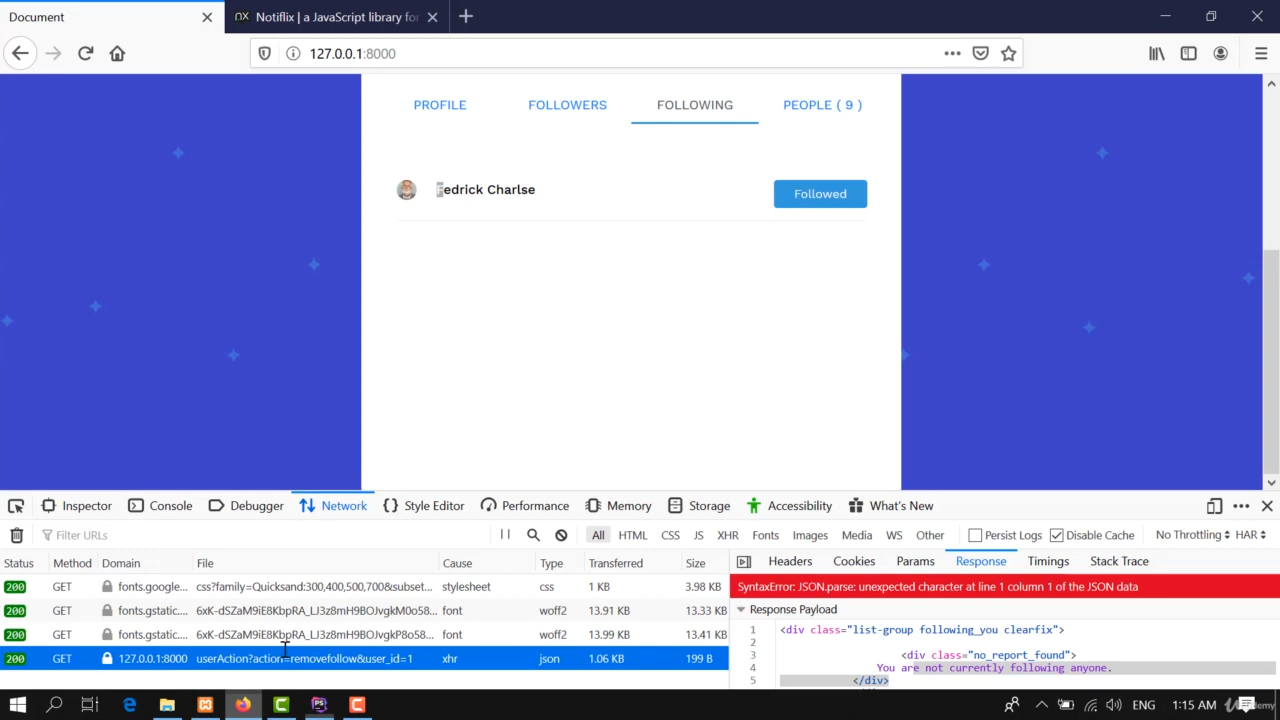 Document
NX Notiflix | a JavaScript library for
127.0.0.1:8000
PROFILE FOLLOWERS FOLLOWING PEOPLE ( 9 )
Fedrick Charlse Followed
Inspector Console Debugger Network Style Editor Performance Memory Storage Accessibility What's New
Filter URLs All HTML CSS JS XHR Fonts Images Media WS Other Persist Logs Disable Cache No Throttling HAR
Status Method Domain File Cause Type Transferred Size
Headers Cookies Params Response Timings Stack Trace
200 GET fonts.google... css?family=Quicksand:300,400,500,700&subset... stylesheet css 1 KB 3.98 KB
200 GET fonts.gstatic.... 6xK-dSZaM9iE8KbpRA_LJ3z8mH9BOJvgkM0o58... font woff2 13.91 KB 13.33 KB
200 GET fonts.gstatic.... 6xK-dSZaM9iE8KbpRA_LJ3z8mH9BOJvgkP8o58... font woff2 13.99 KB 13.41 KB
200 GET 127.0.0.1:8000 userAction?action=removefollow&user_id=1 xhr json 1.06 KB 199 B
SyntaxError: JSON.parse: unexpected character at line 1 column 1 of the JSON data
Response Payload
1 <div class="list-group following_you clearfix">
2
3 <div class="no_report_found">
4 You are not currently following anyone.
5 </div>
ENG 1:15 AM